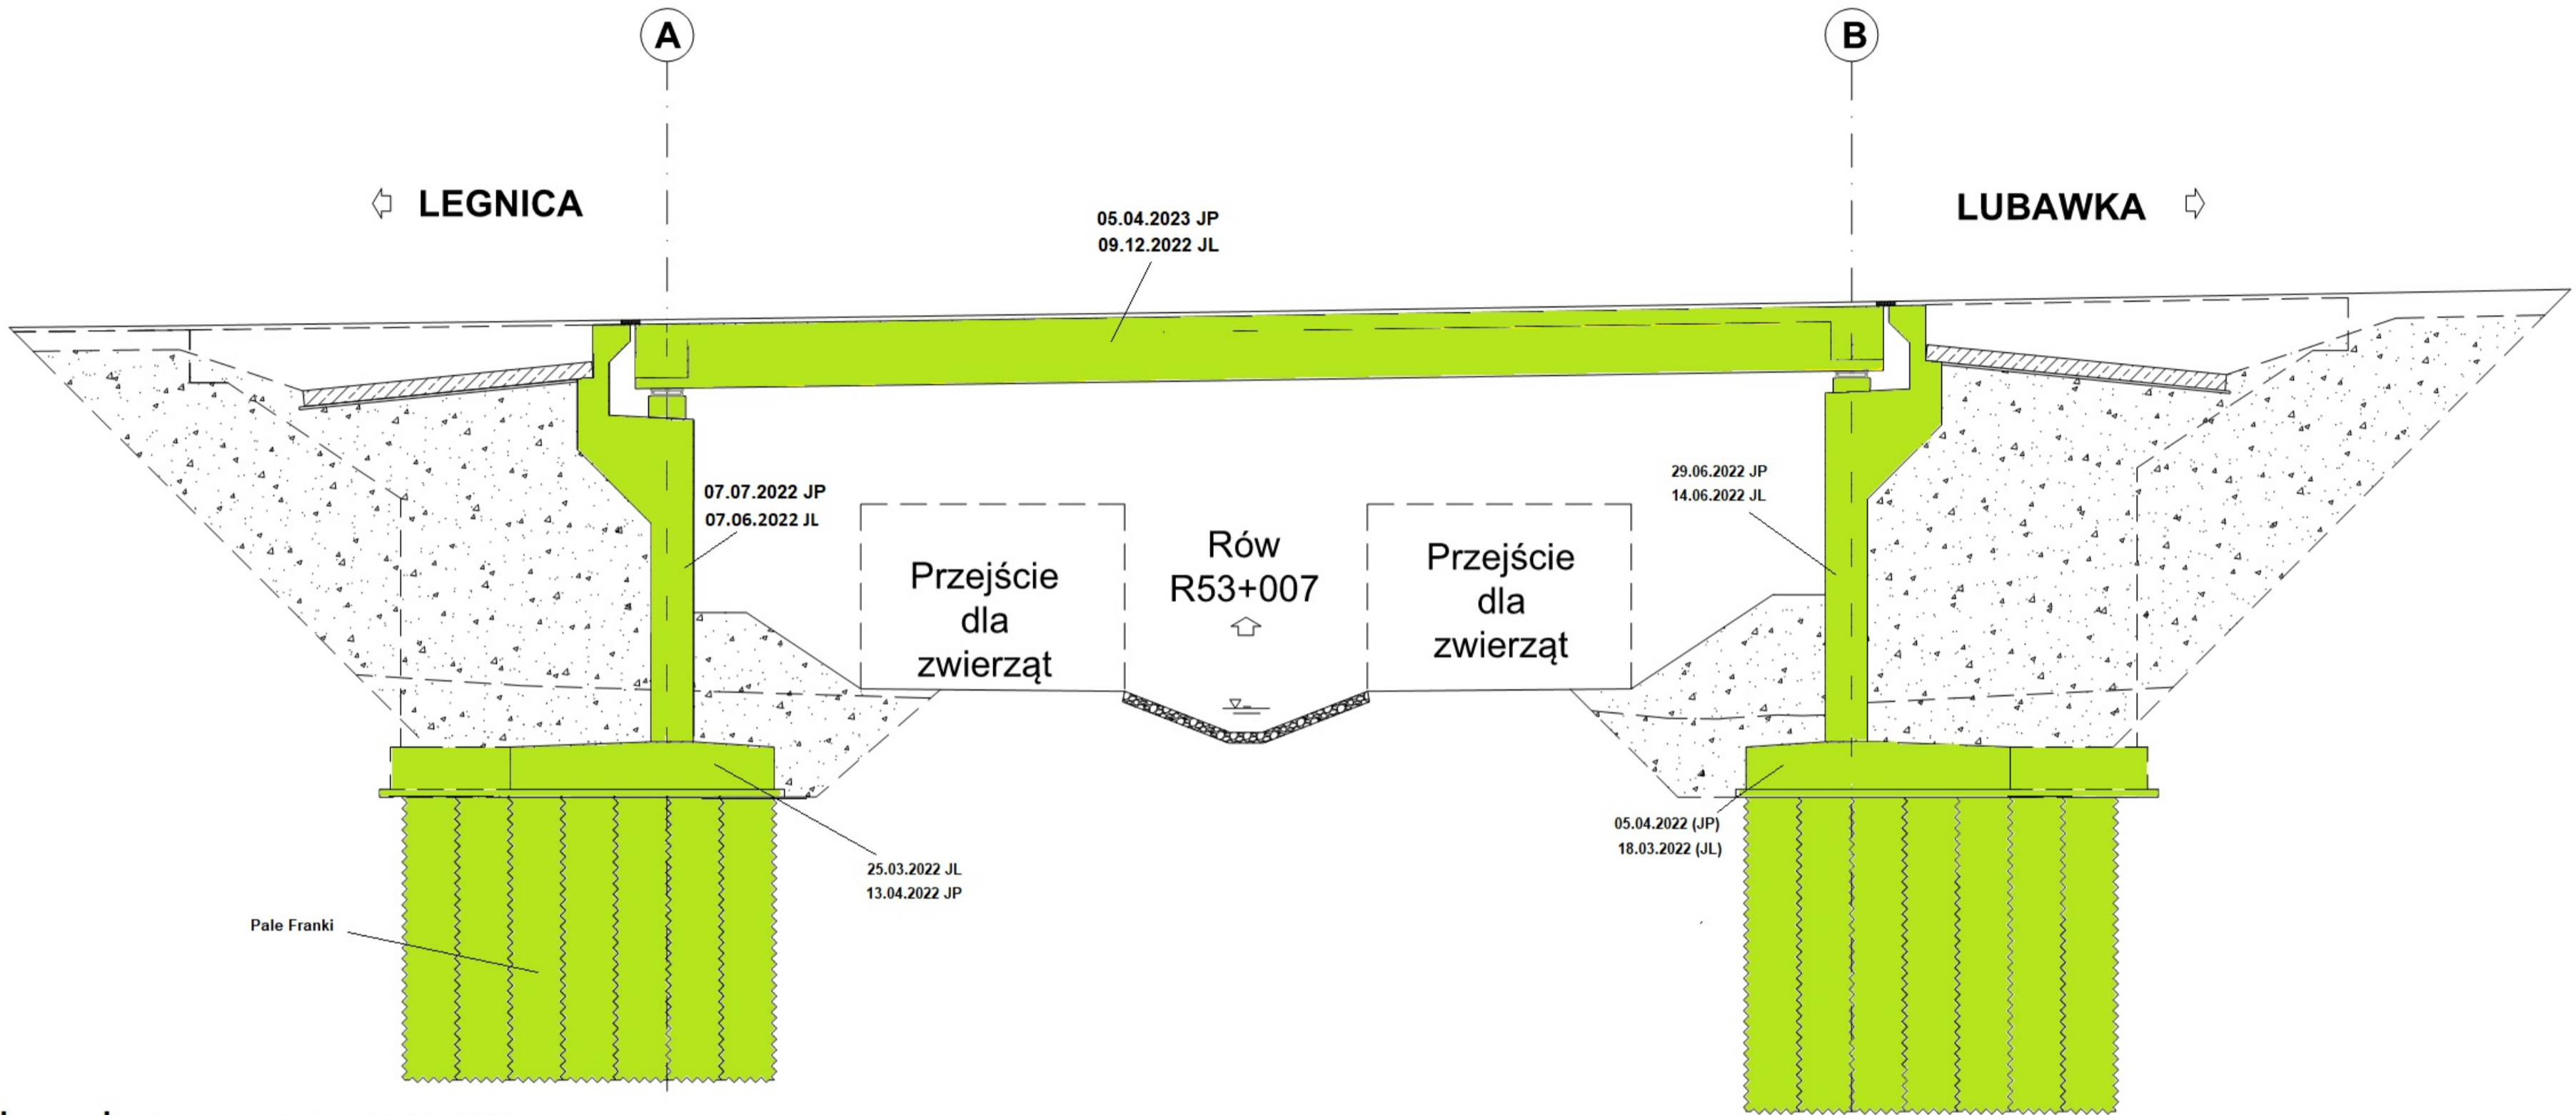 A
B
LEGNICA
LUBAWKA
05.04.2023 JP
09.12.2022 JL
07.07.2022 JP
07.06.2022 JL
29.06.2022 JP
14.06.2022 JL
Przejście
dla
zwierząt
Rów
R53+007
Przejście
dla
zwierząt
25.03.2022 JL
13.04.2022 JP
05.04.2022 (JP)
18.03.2022 (JL)
Pale Franki